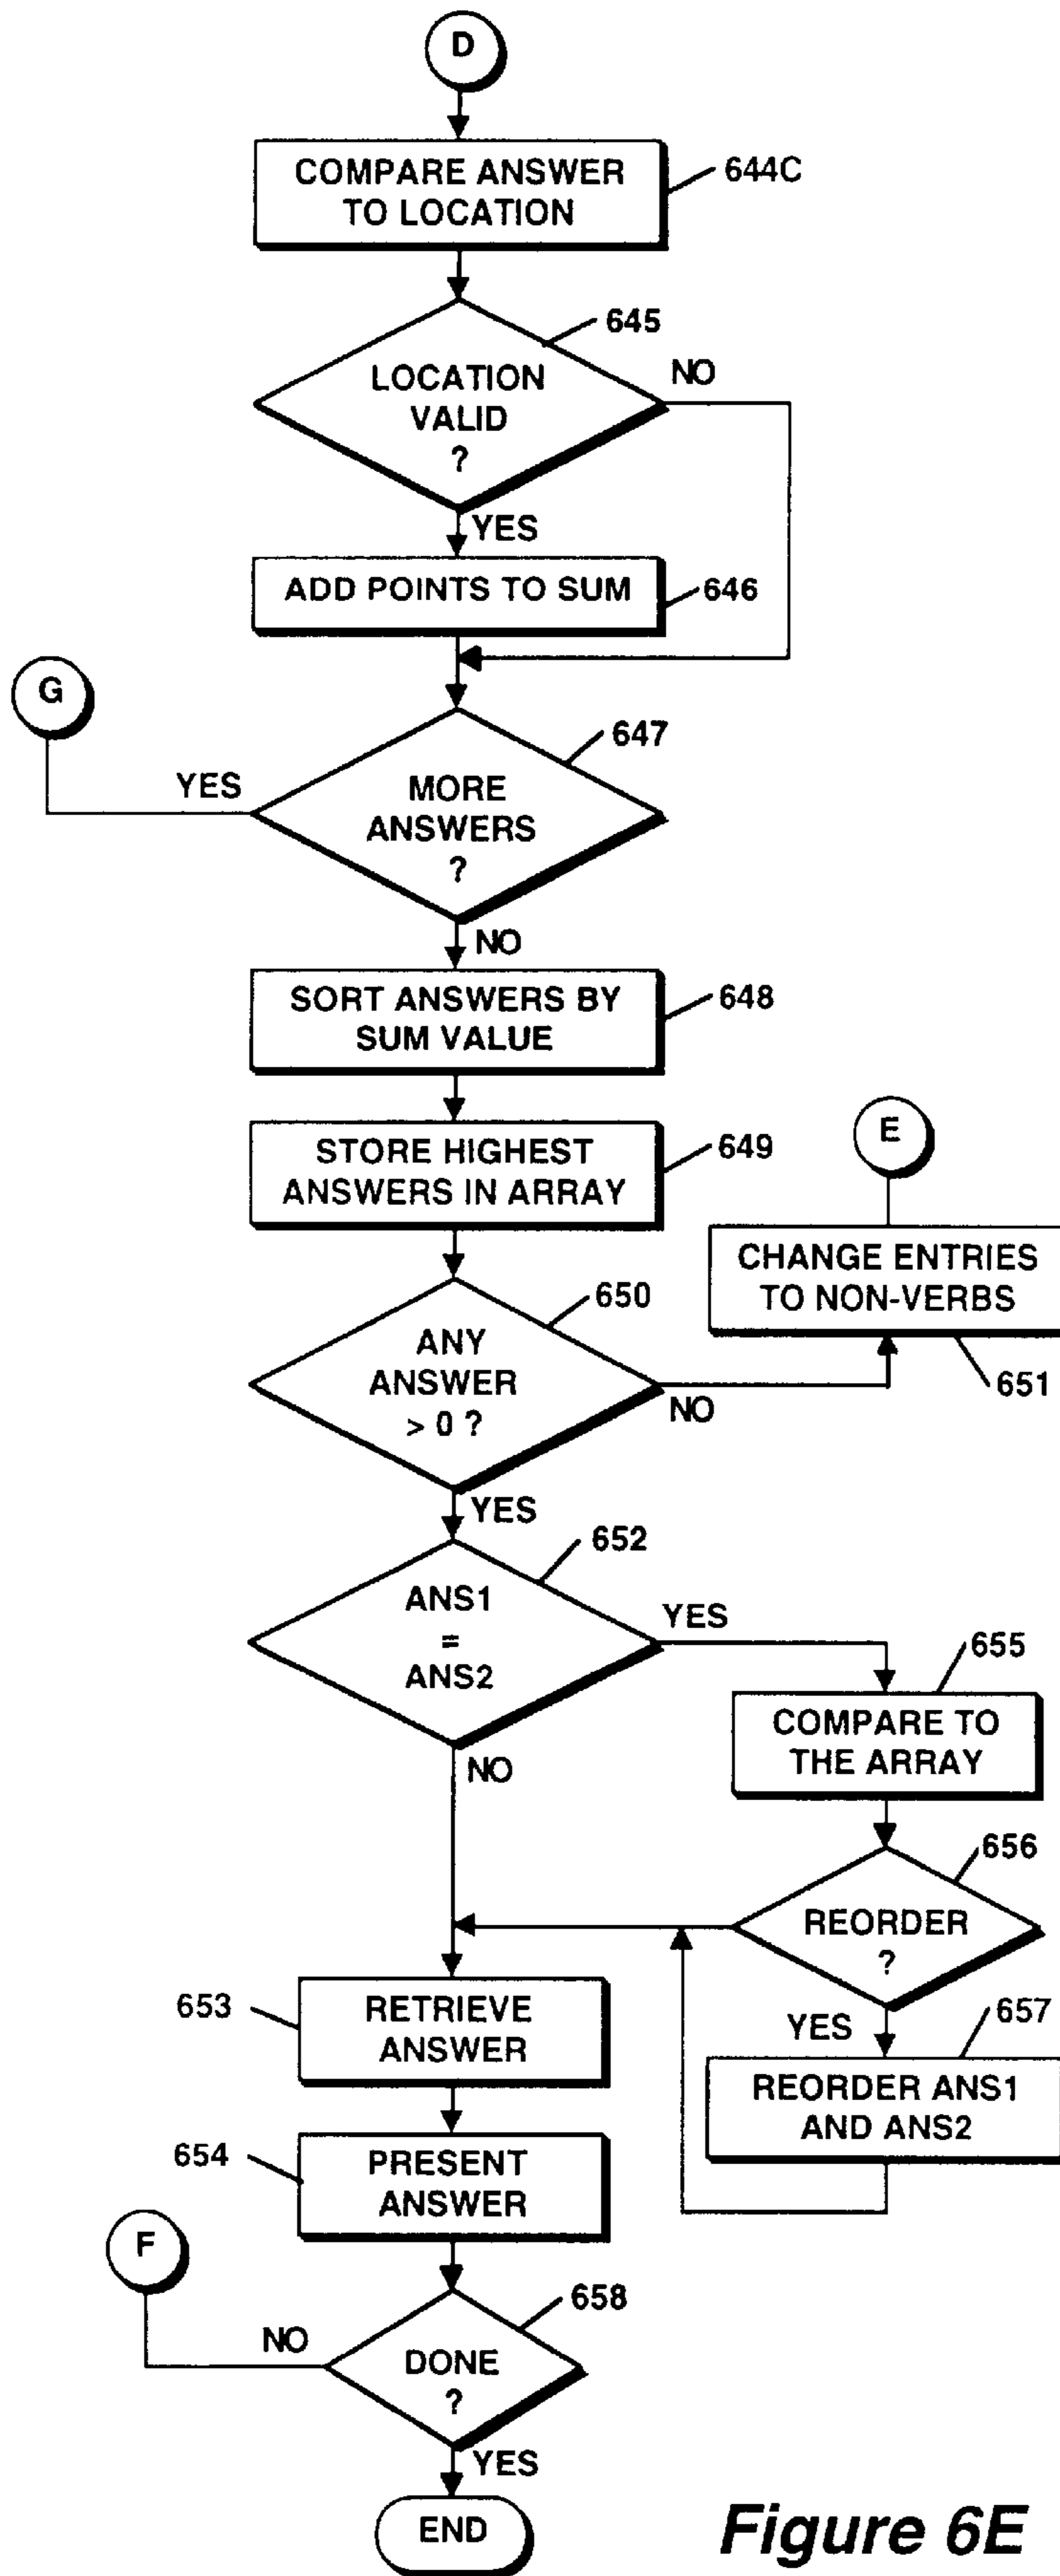 D
COMPARE ANSWER
TO LOCATION
644C
645
LOCATION
VALID
?
NO
YES
ADD POINTS TO SUM
646
G
647
YES
MORE
ANSWERS
?
NO
SORT ANSWERS BY
SUM VALUE
648
E
STORE HIGHEST
ANSWERS IN ARRAY
649
CHANGE ENTRIES
TO NON-VERBS
651
650
ANY
ANSWER
> 0 ?
NO
YES
652
ANS1
=
ANS2
YES
655
COMPARE TO
THE ARRAY
NO
656
REORDER
?
YES
657
REORDER ANS1
AND ANS2
653
RETRIEVE
ANSWER
654
PRESENT
ANSWER
F
658
NO
DONE
?
YES
END
Figure 6E